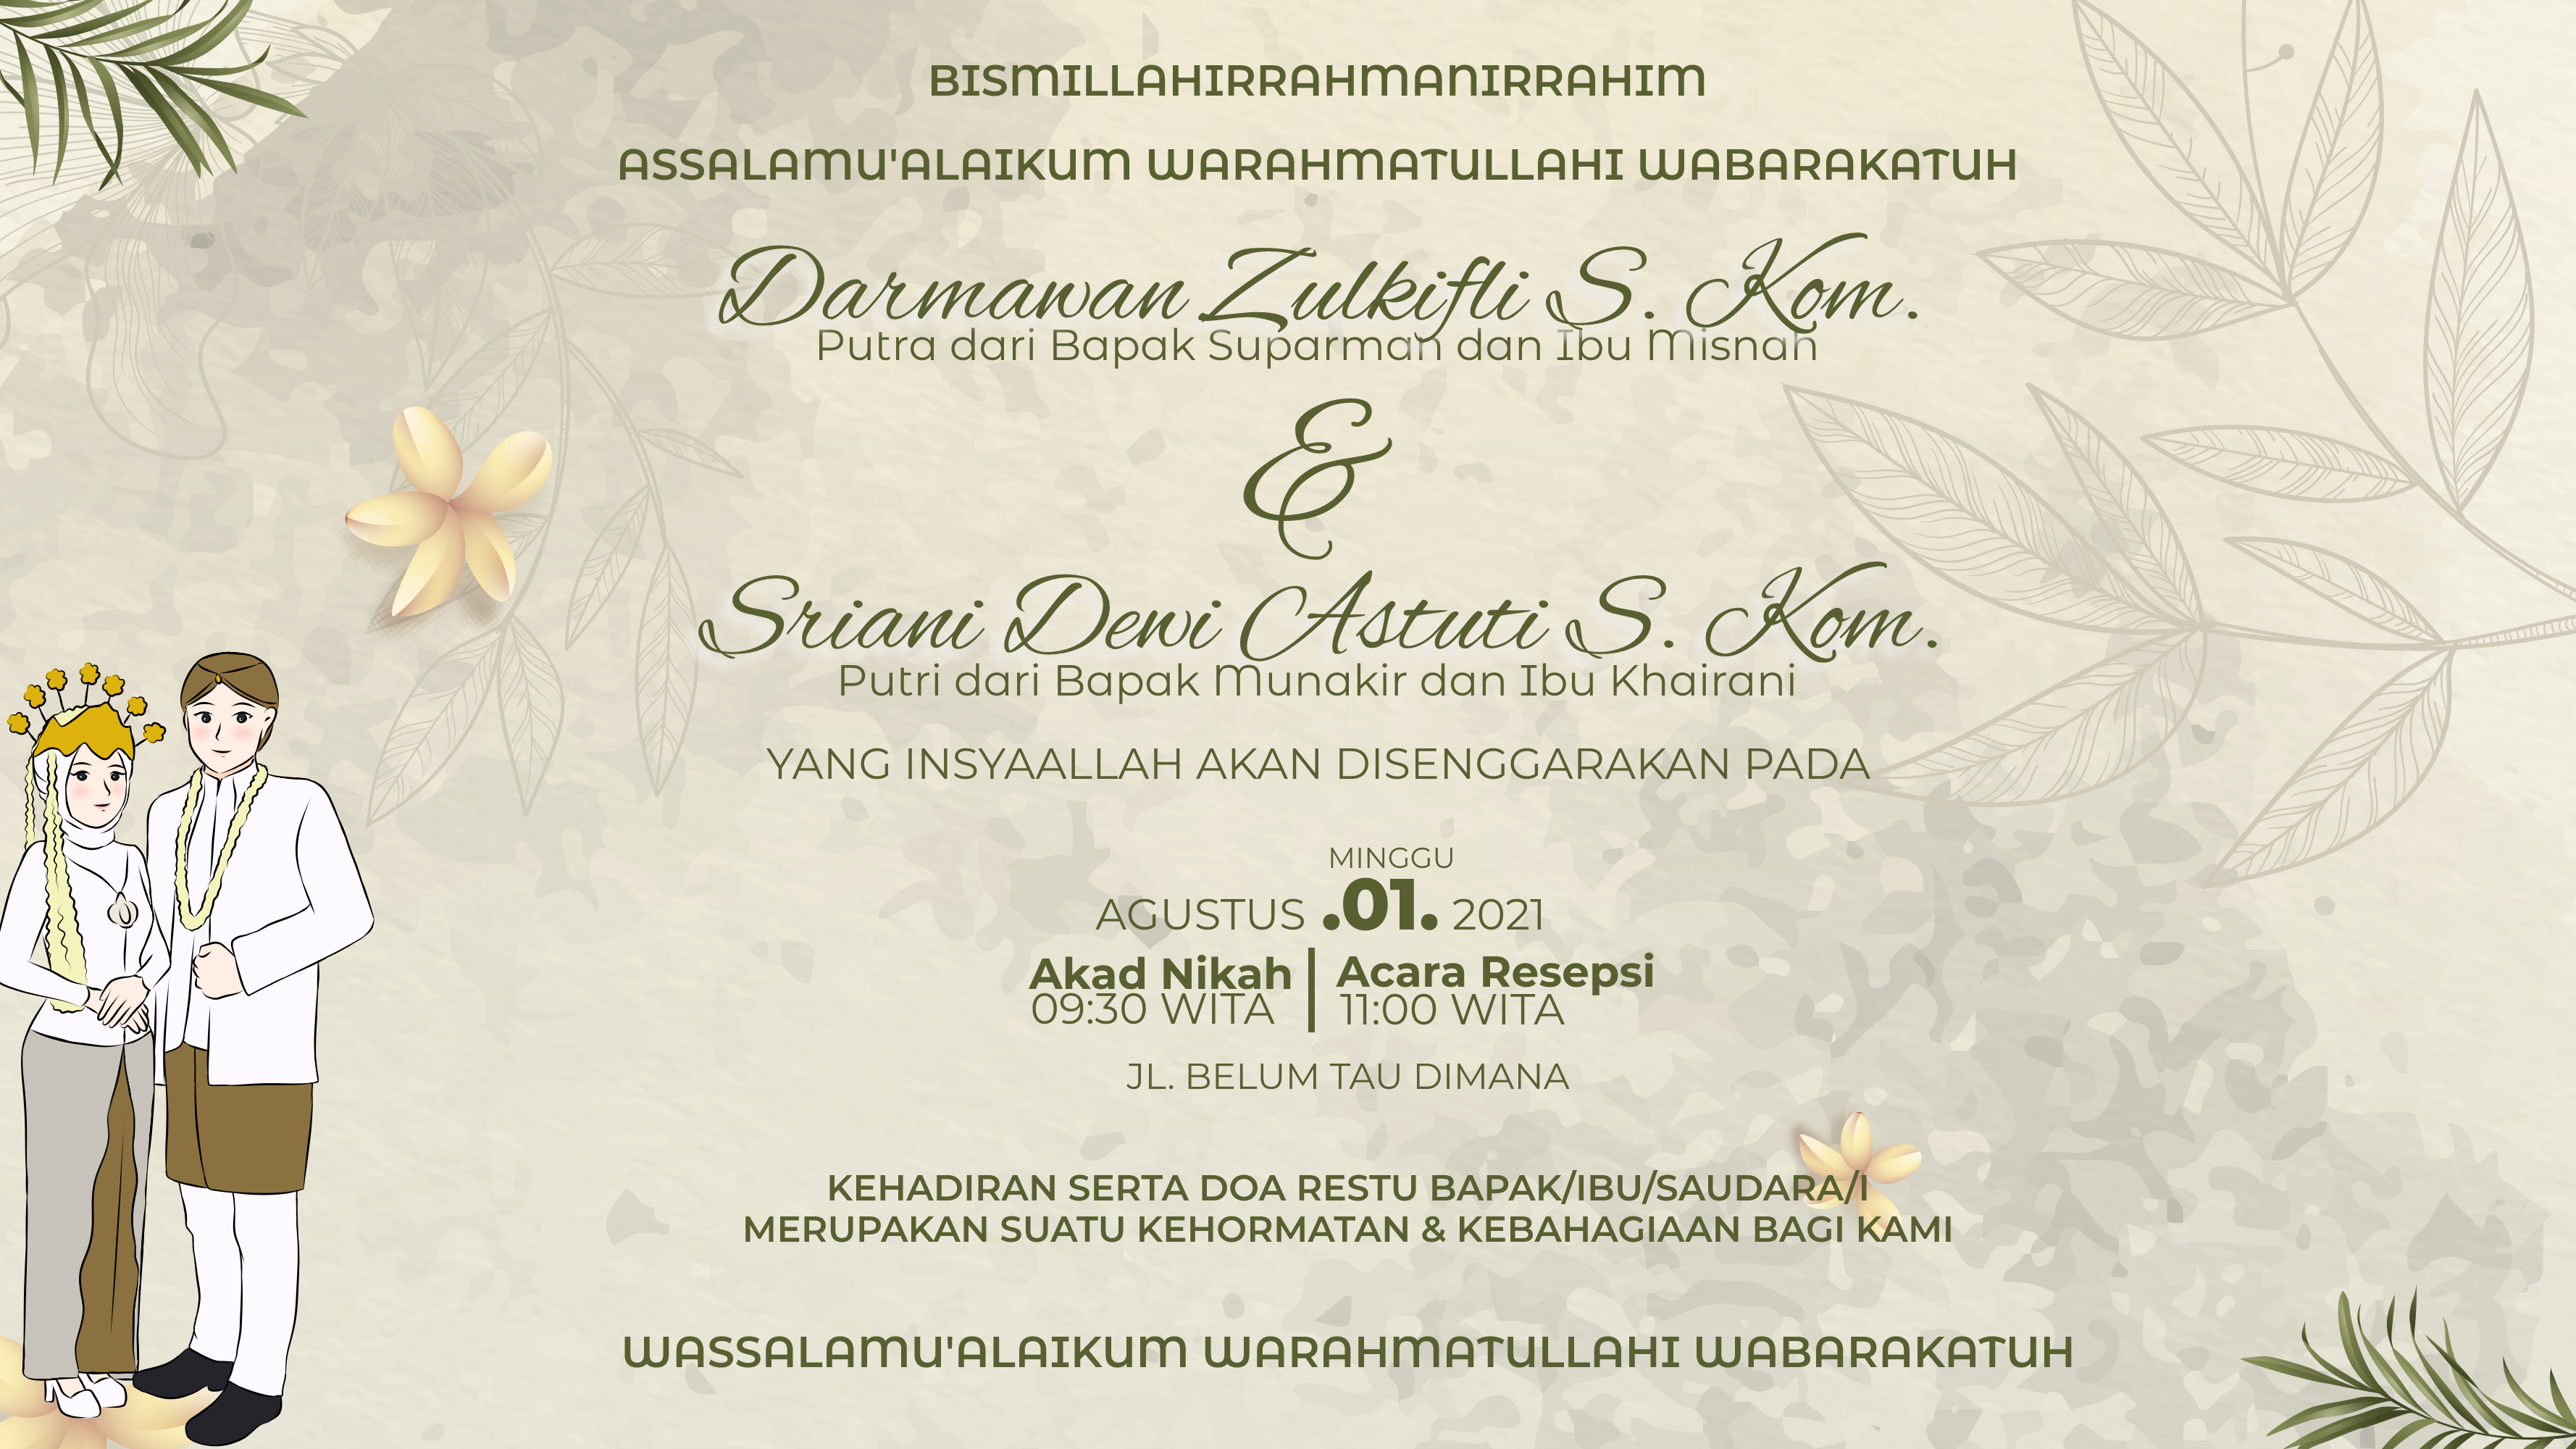 BISMILLAHIRRAHMANIRRAHIM
ASSALAMU'ALAIKUM WARAHMATULLAHI WABARAKATUH
Darmawan Zulkifli S. Kom.
Putra dari Bapak Suparman dan Ibu Misnah
&
Sriani Dewi Astuti S. Kom.
Putri dari Bapak Munakir dan Ibu Khairani
YANG INSYAALLAH AKAN DISENGGARAKAN PADA
MINGGU
AGUSTUS .01. 2021
Akad Nikah | Acara Resepsi
09:30 WITA | 11:00 WITA
JL. BELUM TAU DIMANA
KEHADIRAN SERTA DOA RESTU BAPAK/IBU/SAUDARA/I
MERUPAKAN SUATU KEHORMATAN & KEBAHAGIAAN BAGI KAMI
WASSALAMU'ALAIKUM WARAHMATULLAHI WABARAKATUH